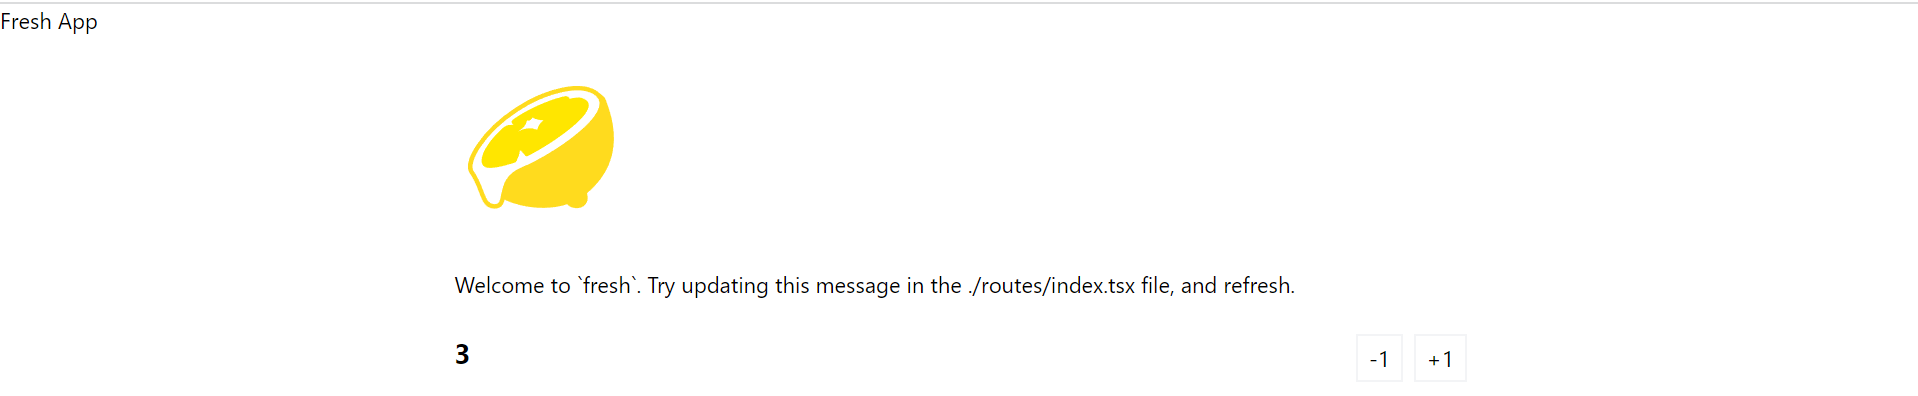 Fresh App
Welcome to `fresh`. Try updating this message in the ./routes/index.tsx file, and refresh.
3 -1 +1